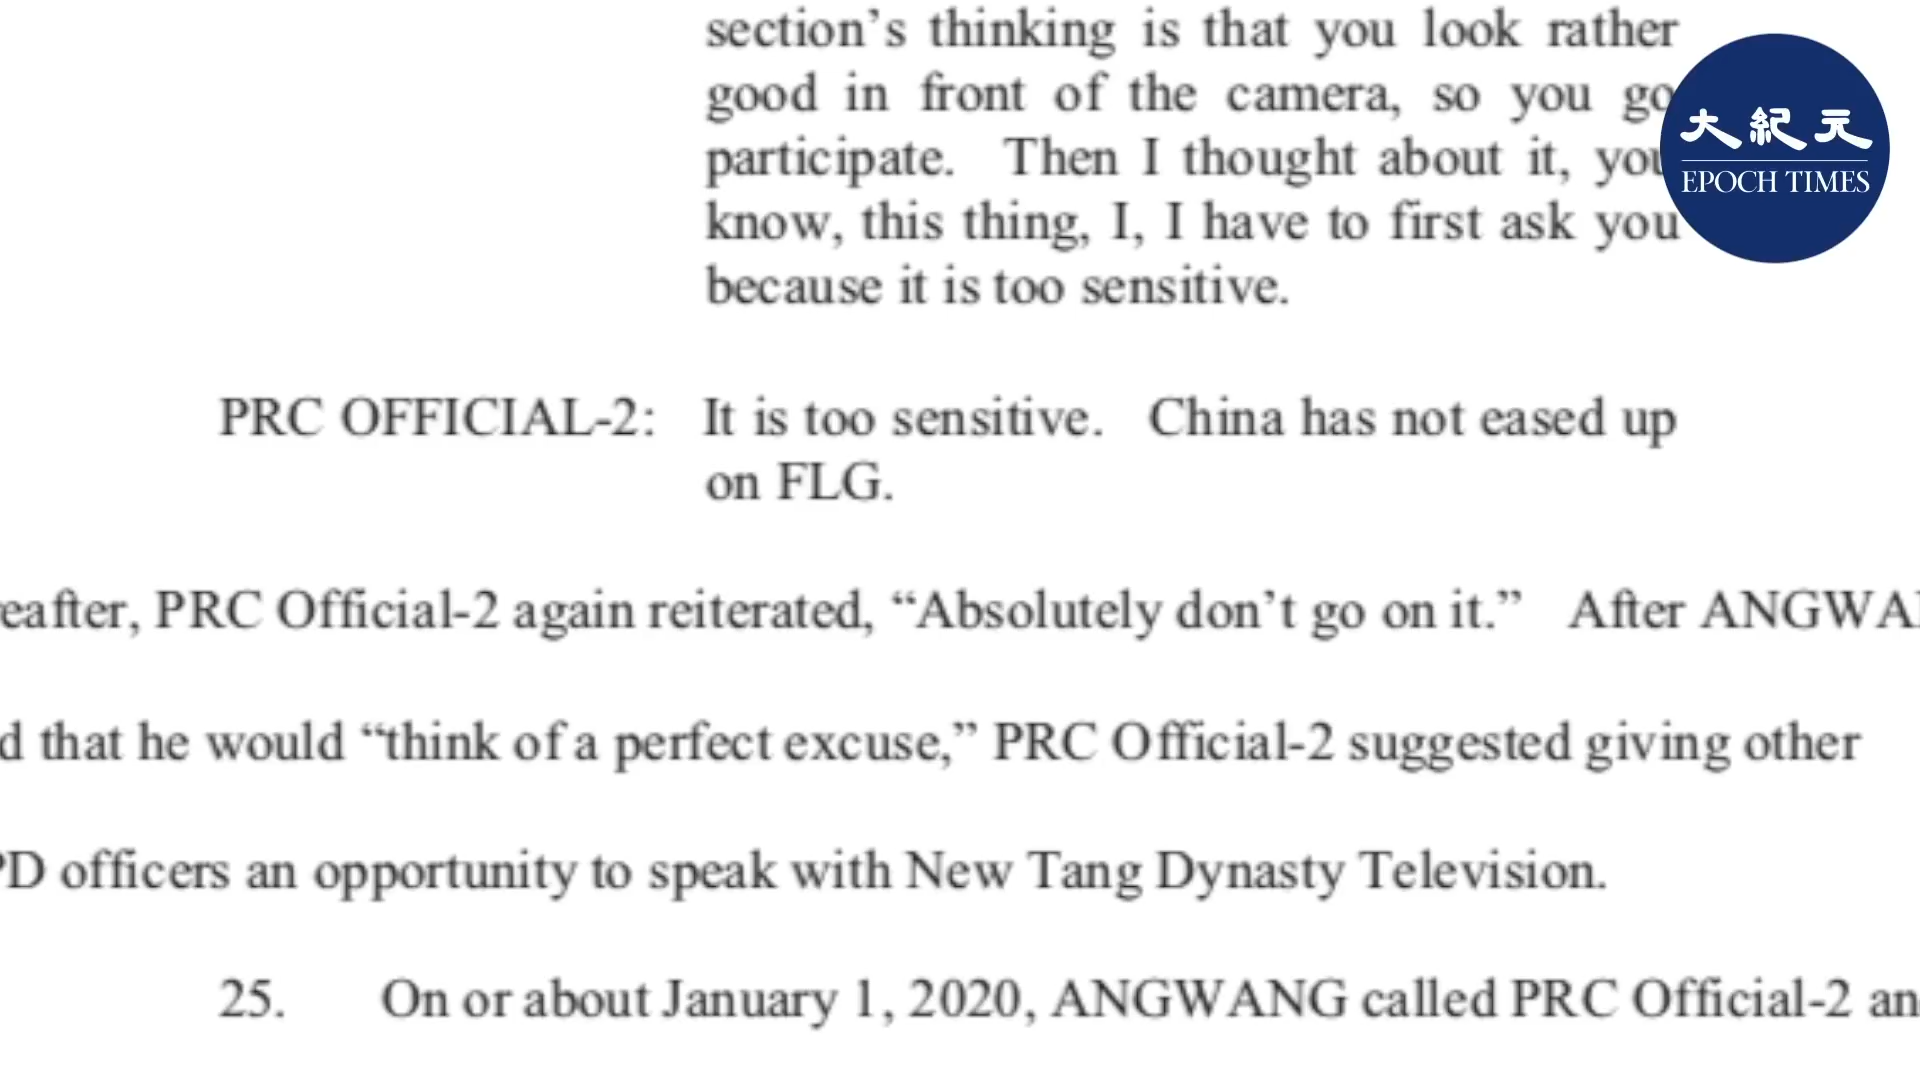 section’s thinking is that you look rather
good in front of the camera, so you go
participate. Then I thought about it, you
know, this thing, I, I have to first ask you
because it is too sensitive.
大紀元
EPOCH TIMES
PRC OFFICIAL-2: It is too sensitive. China has not eased up
on FLG.
reafter, PRC Official-2 again reiterated, “Absolutely don’t go on it.” After ANGWAN
d that he would “think of a perfect excuse,” PRC Official-2 suggested giving other
PD officers an opportunity to speak with New Tang Dynasty Television.
25. On or about January 1, 2020, ANGWANG called PRC Official-2 an